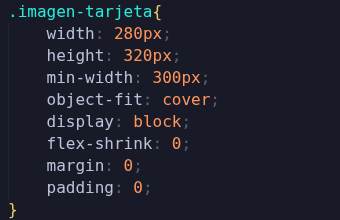 .imagen-tarjeta{
    width: 280px;
    height: 320px;
    min-width: 300px;
    object-fit: cover;
    display: block;
    flex-shrink: 0;
    margin: 0;
    padding: 0;
}